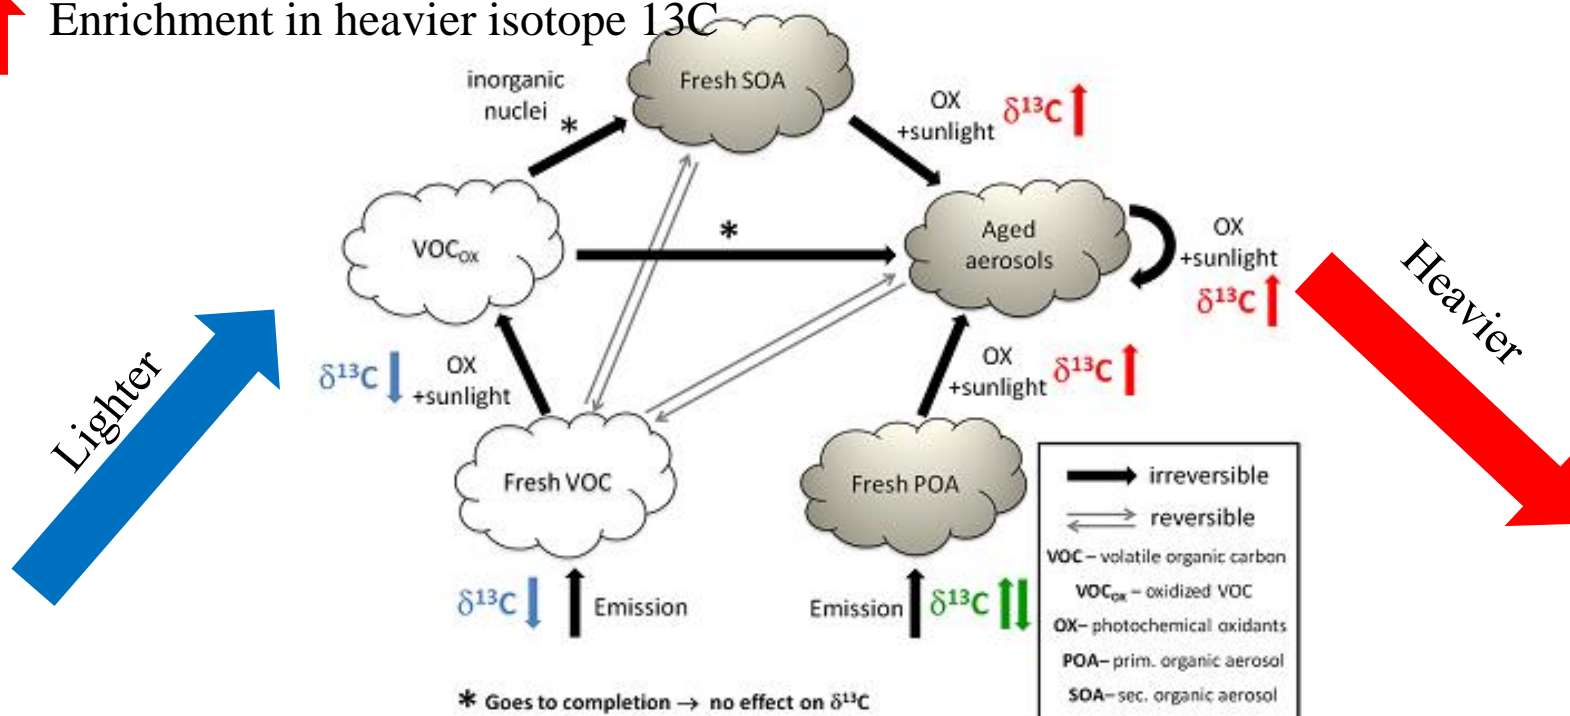 Enrichment in heavier isotope 13C
inorganic
nuclei
*
Fresh SOA
OX
+sunlight
δ¹³C
VOCOX
*
Aged
aerosols
OX
+sunlight
δ¹³C
Heavier
Lighter
δ¹³C
OX
+sunlight
OX
+sunlight
δ¹³C
Fresh VOC
Fresh POA
δ¹³C
Emission
Emission
δ¹³C
irreversible
reversible
VOC – volatile organic carbon
VOCox – oxidized VOC
OX– photochemical oxidants
POA– prim. organic aerosol
SOA– sec. organic aerosol
* Goes to completion → no effect on δ¹³C